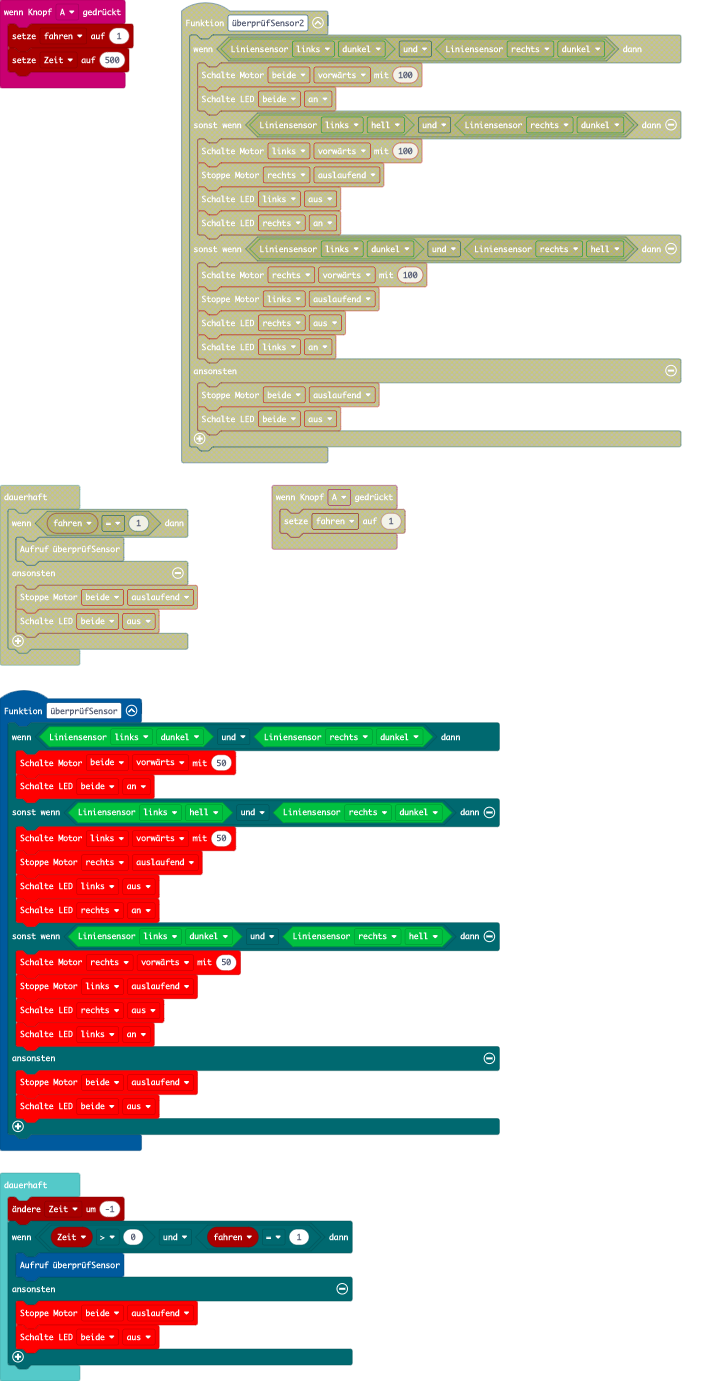 wenn Knopf A gedrückt
setze fahren auf 1
setze Zeit auf 500
Funktion überprüfSensor2
wenn Liniensensor links dunkel und Liniensensor rechts dunkel dann
Schalte Motor beide vorwärts mit 100
Schalte LED beide an
sonst wenn Liniensensor links hell und Liniensensor rechts dunkel dann
Schalte Motor links vorwärts mit 100
Stoppe Motor rechts auslaufend
Schalte LED links aus
Schalte LED rechts an
sonst wenn Liniensensor links dunkel und Liniensensor rechts hell dann
Schalte Motor rechts vorwärts mit 100
Stoppe Motor links auslaufend
Schalte LED rechts aus
Schalte LED links an
ansonsten
Stoppe Motor beide auslaufend
Schalte LED beide aus
dauerhaft
wenn fahren = 1 dann
Aufruf überprüfSensor
ansonsten
Stoppe Motor beide auslaufend
Schalte LED beide aus
wenn Knopf A gedrückt
setze fahren auf 1
Funktion überprüfSensor
wenn Liniensensor links dunkel und Liniensensor rechts dunkel dann
Schalte Motor beide vorwärts mit 50
Schalte LED beide an
sonst wenn Liniensensor links hell und Liniensensor rechts dunkel dann
Schalte Motor links vorwärts mit 50
Stoppe Motor rechts auslaufend
Schalte LED links aus
Schalte LED rechts an
sonst wenn Liniensensor links dunkel und Liniensensor rechts hell dann
Schalte Motor rechts vorwärts mit 50
Stoppe Motor links auslaufend
Schalte LED rechts aus
Schalte LED links an
ansonsten
Stoppe Motor beide auslaufend
Schalte LED beide aus
dauerhaft
ändere Zeit um -1
wenn Zeit > 0 und fahren = 1 dann
Aufruf überprüfSensor
ansonsten
Stoppe Motor beide auslaufend
Schalte LED beide aus